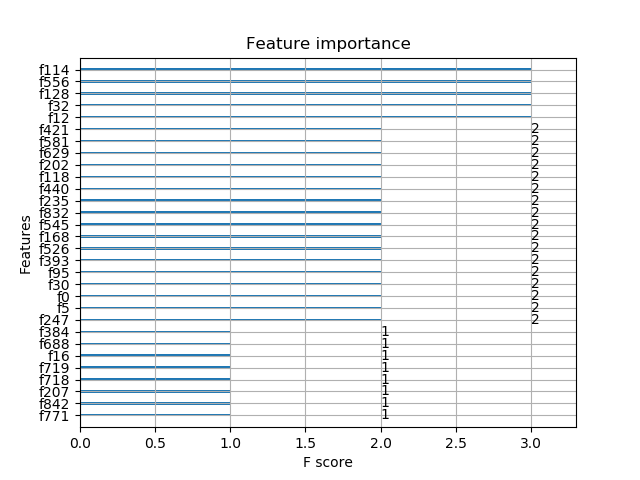 Feature importance
f114
f556
f128
f32
f12
f421 2
f581 2
f629 2
f202 2
f118 2
f440 2
f235 2
f832 2
f545 2
f168 2
f526 2
f393 2
f95 2
f30 2
f0 2
f5 2
f247 2
f384 1
f688 1
f16 1
f719 1
f718 1
f207 1
f842 1
f771 1
Features
0.0 0.5 1.0 1.5 2.0 2.5 3.0
F score